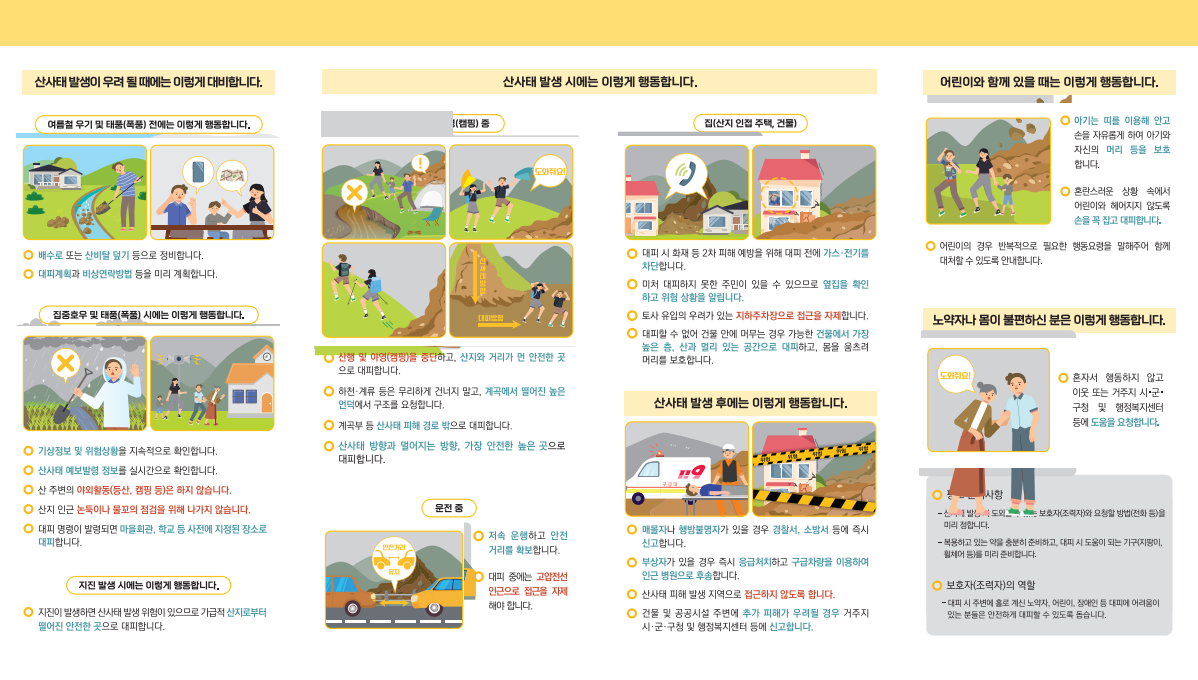 산사태 발생이 우려 될 때에는 이렇게 대비합니다.
여름철 우기 및 태풍(폭풍) 전에는 이렇게 행동합니다.
배수로 또는 산비탈 덮기 등으로 정비합니다.
대피계획과 비상연락방법 등을 미리 계획합니다.
집중호우 및 태풍(폭풍) 시에는 이렇게 행동합니다.
기상정보 및 위험상황을 지속적으로 확인합니다.
산사태 예보발령 정보를 실시간으로 확인합니다.
산 주변의 야외활동(등산, 캠핑 등)은 하지 않습니다.
산지 인근 논둑이나 물꼬의 점검을 위해 나가지 않습니다.
대피 명령이 발령되면 마을회관, 학교 등 사전에 지정된 장소로
대피합니다.
지진 발생 시에는 이렇게 행동합니다.
지진이 발생하면 산사태 발생 위험이 있으므로 가급적 산지로부터
떨어진 안전한 곳으로 대피합니다.
산사태 발생 시에는 이렇게 행동합니다.
(캠핑) 중
!
도와줘요!
산사태방향
대피방향
산행 및 야영(캠핑)을 중단하고, 산지와 거리가 먼 안전한 곳
으로 대피합니다.
하천·계류 등은 무리하게 건너지 말고, 계곡에서 떨어진 높은
언덕에서 구조를 요청합니다.
계곡부 등 산사태 피해 경로 밖으로 대피합니다.
산사태 방향과 멀어지는 방향, 가장 안전한 높은 곳으로
대피합니다.
운전 중
안전거리
유지
저속 운행하고 안전
거리를 확보합니다.
대피 중에는 고압전선
인근으로 접근을 자제
해야 합니다.
집(산지 인접 주택, 건물)
대피 시 화재 등 2차 피해 예방을 위해 대피 전에 가스·전기를
차단합니다.
미처 대피하지 못한 주민이 있을 수 있으므로 옆집을 확인
하고 위험 상황을 알립니다.
토사 유입의 우려가 있는 지하주차장으로 접근을 자제합니다.
대피할 수 없어 건물 안에 머무는 경우 가능한 건물에서 가장
높은 층, 산과 멀리 있는 공간으로 대피하고, 몸을 움츠려
머리를 보호합니다.
산사태 발생 후에는 이렇게 행동합니다.
119
구급차
위험 위험 위험 위험
매몰자나 행방불명자가 있을 경우 경찰서, 소방서 등에 즉시
신고합니다.
부상자가 있을 경우 즉시 응급처치하고 구급차량을 이용하여
인근 병원으로 후송합니다.
산사태 피해 발생 지역으로 접근하지 않도록 합니다.
건물 및 공공시설 주변에 추가 피해가 우려될 경우 거주지
시·군·구청 및 행정복지센터 등에 신고합니다.
어린이와 함께 있을 때는 이렇게 행동합니다.
아기는 띠를 이용해 안고
손을 자유롭게 하여 아기와
자신의 머리 등을 보호
합니다.
혼란스러운 상황 속에서
어린이와 헤어지지 않도록
손을 꼭 잡고 대피합니다.
어린이의 경우 반복적으로 필요한 행동요령을 말해주어 함께
대처할 수 있도록 안내합니다.
노약자나 몸이 불편하신 분은 이렇게 행동합니다.
도와줘요!
혼자서 행동하지 않고
이웃 또는 거주지 시·군·
구청 및 행정복지센터
등에 도움을 요청합니다.
사항
보호자(조력자)와 요청할 방법(전화 등)을
미리 정합니다.
- 복용하고 있는 약을 충분히 준비하고, 대피 시 도움이 되는 기구(지팡이,
휠체어 등)를 미리 준비합니다.
보호자(조력자)의 역할
- 대피 시 주변에 홀로 계신 노약자, 어린이, 장애인 등 대피에 어려움이
있는 분들은 안전하게 대피할 수 있도록 돕습니다.